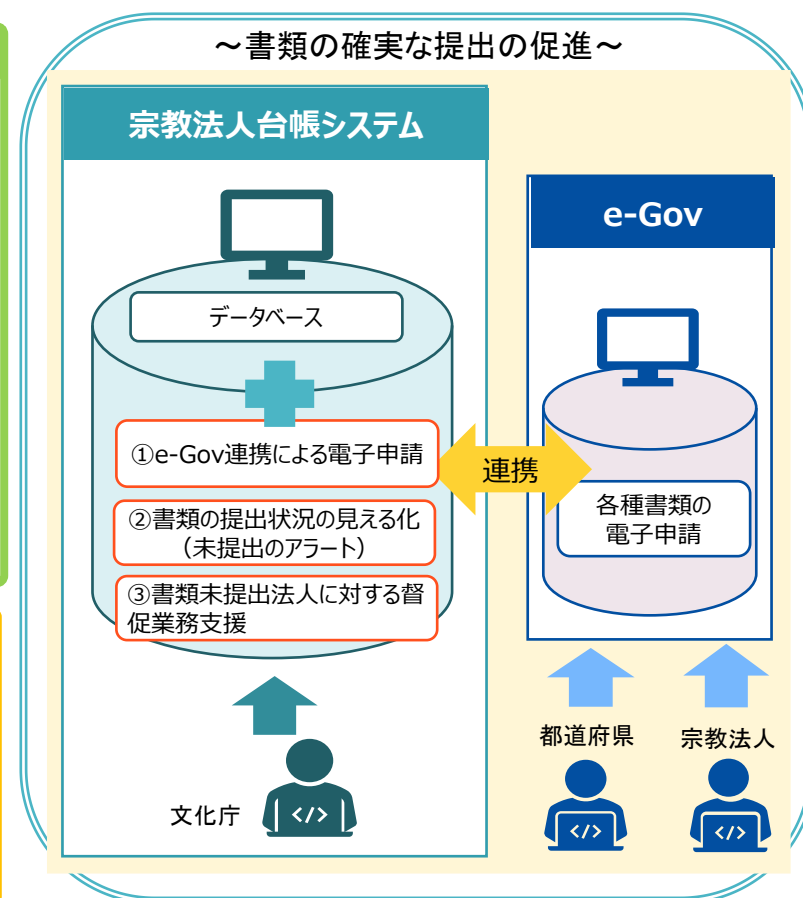 ～書類の確実な提出の促進～
宗教法人台帳システム
データベース
①e-Gov連携による電子申請
②書類の提出状況の見える化
（未提出のアラート）
③書類未提出法人に対する督
促業務支援
文化庁
</>
連携
e-Gov
各種書類の
電子申請
都道府県
宗教法人
</>
</>